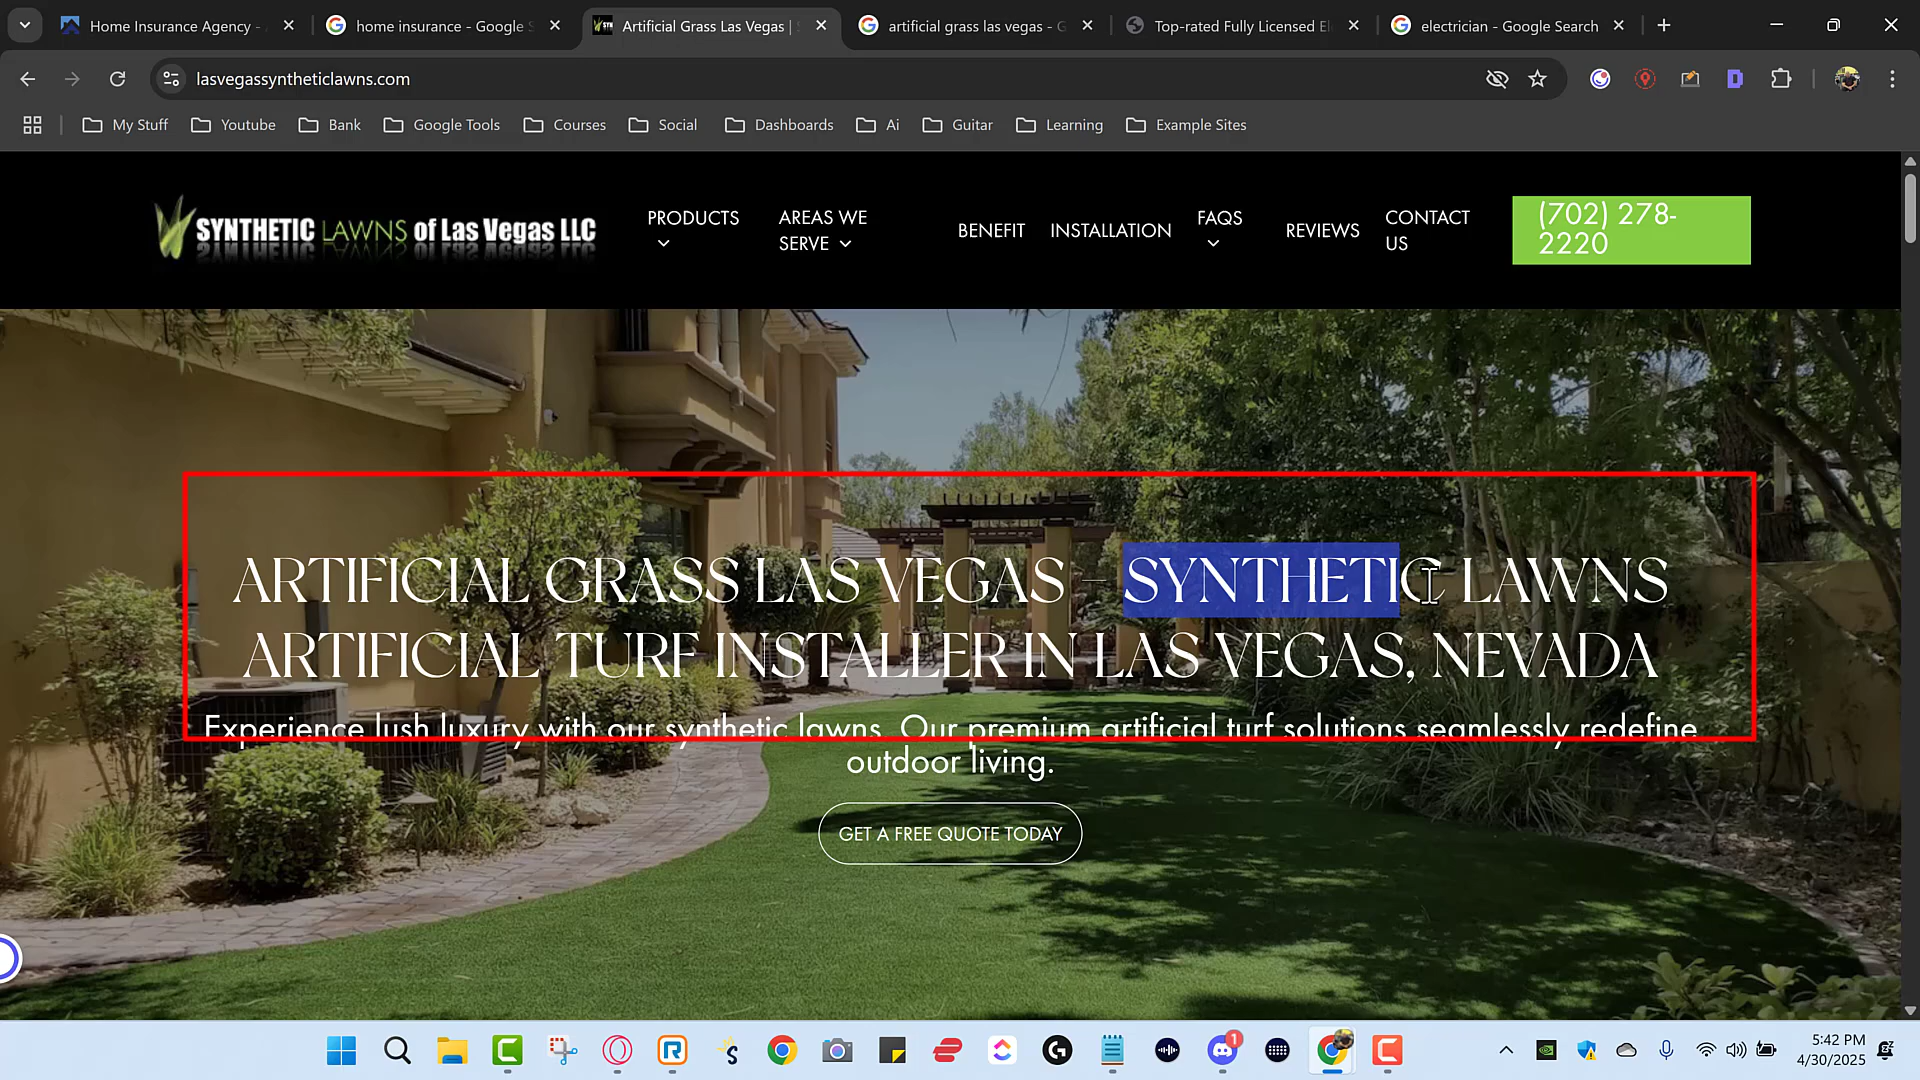 Home Insurance Agency -
home insurance - Google S
Artificial Grass Las Vegas |
artificial grass las vegas - G
Top-rated Fully Licensed El
electrician - Google Search
lasvegassyntheticlawns.com
My Stuff
Youtube
Bank
Google Tools
Courses
Social
Dashboards
Ai
Guitar
Learning
Example Sites
SYNTHETIC LAWNS of Las Vegas LLC
PRODUCTS
AREAS WE
SERVE
BENEFIT
INSTALLATION
FAQS
REVIEWS
CONTACT
US
(702) 278-
2220
ARTIFICIAL GRASS LAS VEGAS – SYNTHETIC LAWNS
ARTIFICIAL TURF INSTALLER IN LAS VEGAS, NEVADA
Experience lush luxury with our synthetic lawns. Our premium artificial turf solutions seamlessly redefine
outdoor living.
GET A FREE QUOTE TODAY
1
5:42 PM
4/30/2025